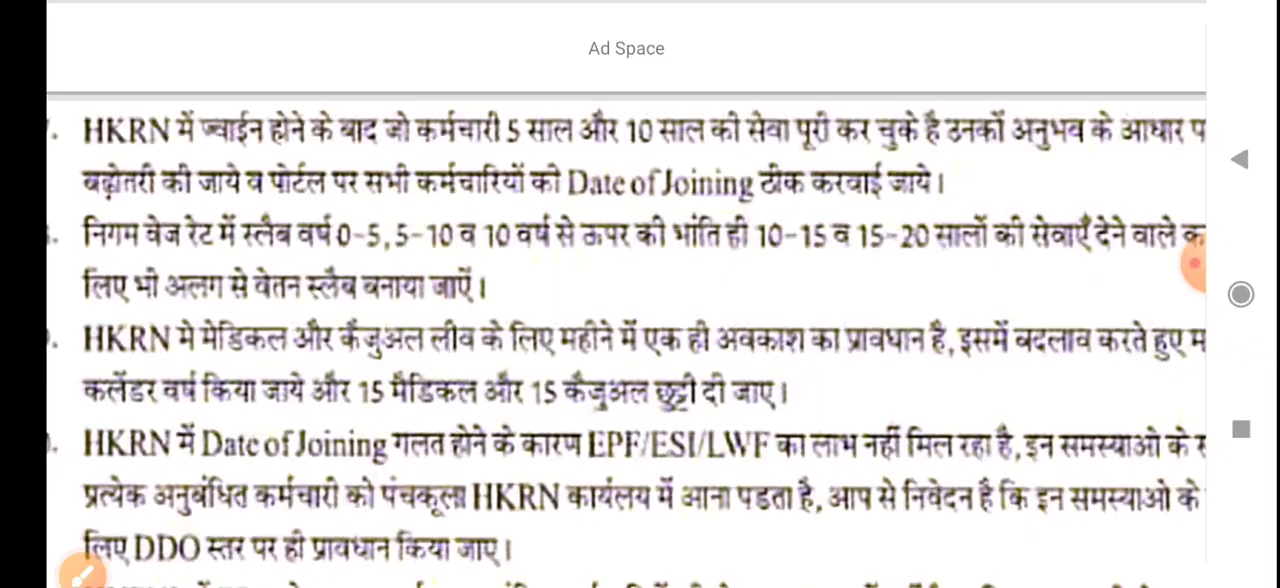 Ad Space
. HKRN में ज्वाईन होने के बाद जो कर्मचारी 5 साल और 10 साल की सेवा पूरी कर चुके है उनकों अनुभव के आधार प
बढ़ोतरी की जाये व पोर्टल पर सभी कर्मचारियों की Date of Joining ठीक करवाई जाये।
. निगम वेज रेट में स्लैब वर्ष 0-5, 5-10 व 10 वर्ष से ऊपर की भांति ही 10-15 व 15-20 सालों की सेवाएँ देने वाले क
लिए भी अलग से वेतन स्लैब बनाया जाऐं।
. HKRN मे मेडिकल और कैजुअल लीव के लिए महीने में एक ही अवकाश का प्रावधान है, इसमें बदलाव करते हुए म
कलेंडर वर्ष किया जाये और 15 मैडिकल और 15 कैजुअल छुट्टी दी जाए।
. HKRN में Date of Joining गलत होने के कारण EPF/ESI/LWF का लाभ नहीं मिल रहा है, इन समस्याओ के
प्रत्येक अनुबंधित कर्मचारी को पंचकूला HKRN कार्यलय में आना पडता है, आप से निवेदन है कि इन समस्याओ के
लिए DDO स्तर पर ही प्रावधान किया जाए।